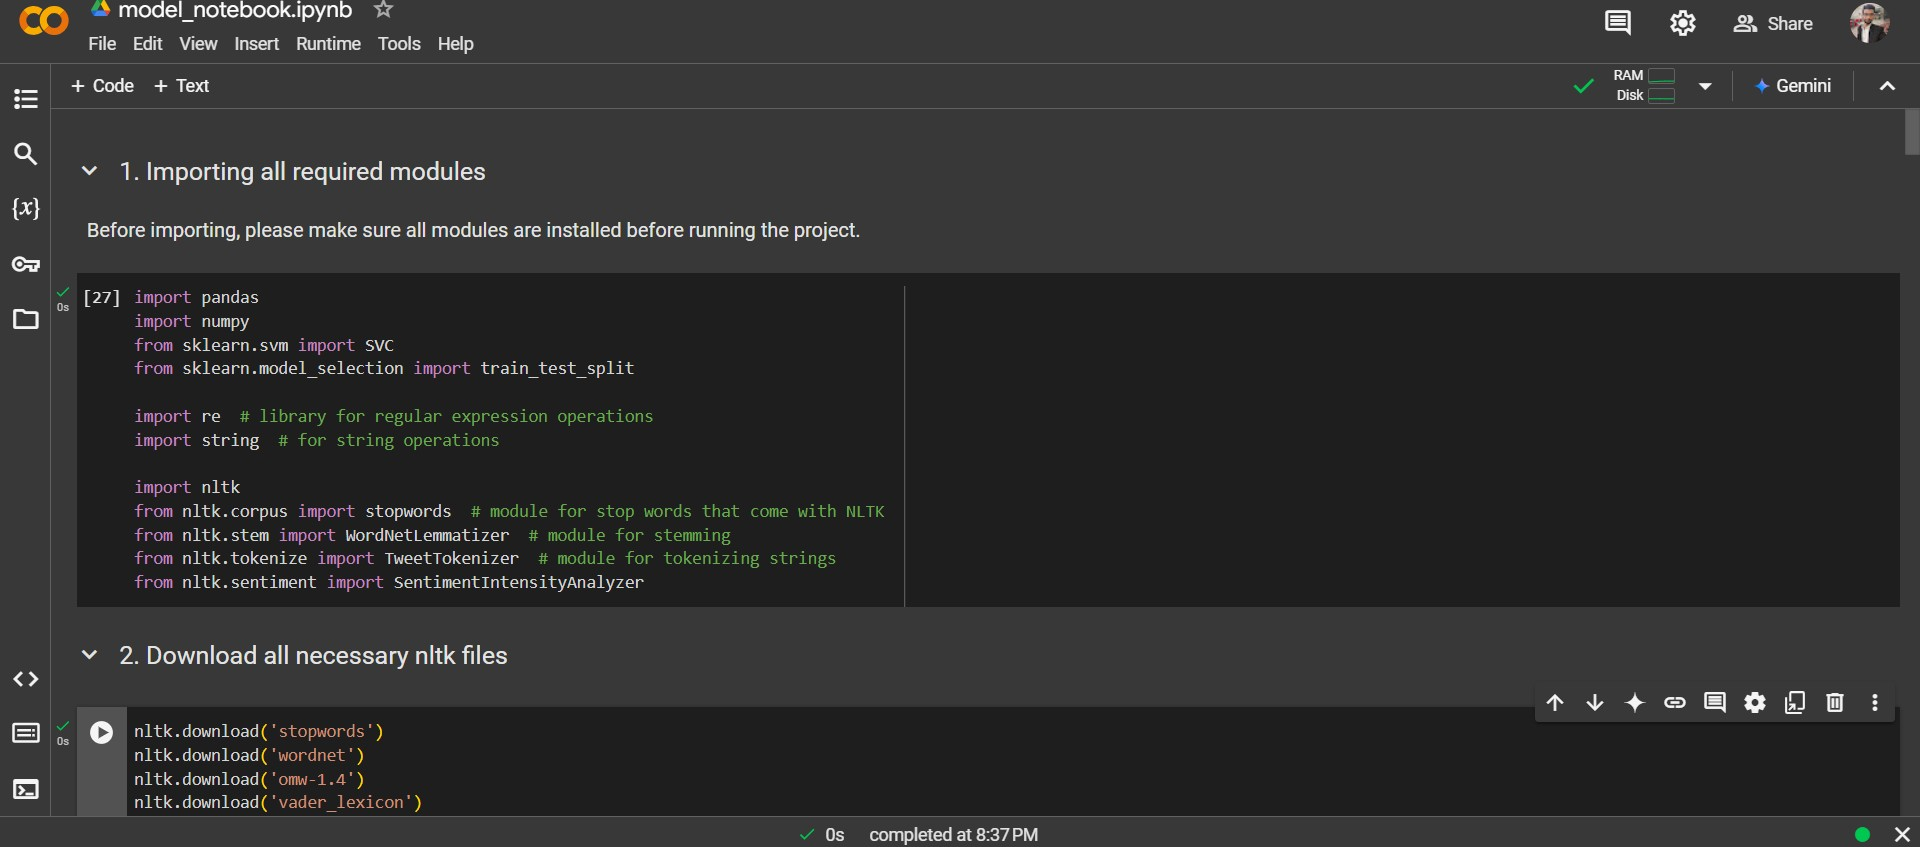 model_notebook.ipynb
File Edit View Insert Runtime Tools Help
Share
+ Code + Text
RAM
Disk
Gemini
1. Importing all required modules
Before importing, please make sure all modules are installed before running the project.
{x}
0s
[27] import pandas
import numpy
from sklearn.svm import SVC
from sklearn.model_selection import train_test_split
import re # library for regular expression operations
import string # for string operations
import nltk
from nltk.corpus import stopwords # module for stop words that come with NLTK
from nltk.stem import WordNetLemmatizer # module for stemming
from nltk.tokenize import TweetTokenizer # module for tokenizing strings
from nltk.sentiment import SentimentIntensityAnalyzer
2. Download all necessary nltk files
0s
nltk.download('stopwords')
nltk.download('wordnet')
nltk.download('omw-1.4')
nltk.download('vader_lexicon')
0s completed at 8:37 PM